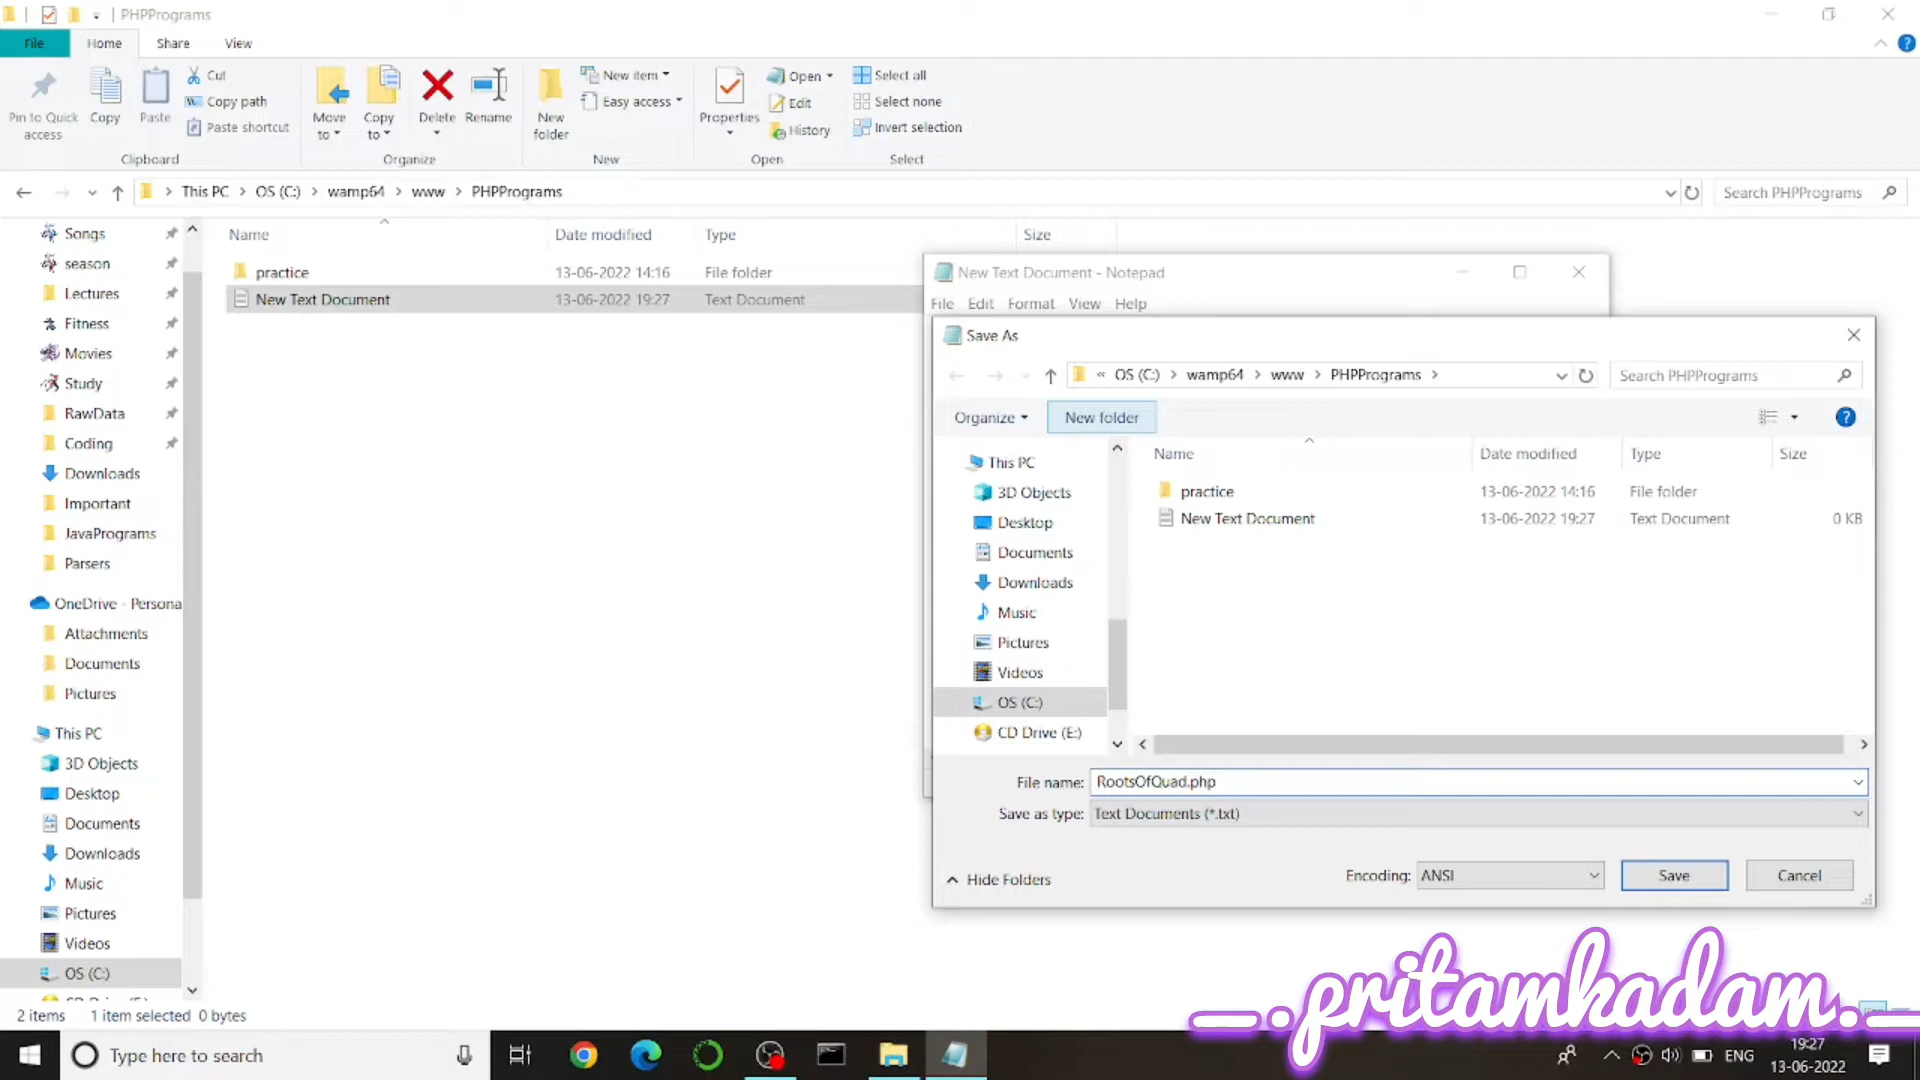 PHPPrograms
File Home Share View
Pin to Quick access
Copy
Paste
Cut
Copy path
Paste shortcut
Clipboard
Move to
Copy to
Delete
Rename
Organize
New folder
New item
Easy access
New
Properties
Open
Edit
History
Open
Select all
Select none
Invert selection
Select
This PC > OS (C:) > wamp64 > www > PHPPrograms
Search PHPPrograms
Songs
season
Lectures
Fitness
Movies
Study
RawData
Coding
Downloads
Important
JavaPrograms
Parsers
OneDrive - Persona
Attachments
Documents
Pictures
This PC
3D Objects
Desktop
Documents
Downloads
Music
Pictures
Videos
OS (C:)
Name Date modified Type Size
practice 13-06-2022 14:16 File folder
New Text Document 13-06-2022 19:27 Text Document
New Text Document - Notepad
File Edit Format View Help
Save As
« OS (C:) > wamp64 > www > PHPPrograms >
Search PHPPrograms
Organize New folder
This PC
3D Objects
Desktop
Documents
Downloads
Music
Pictures
Videos
OS (C:)
CD Drive (E:)
Name Date modified Type Size
practice 13-06-2022 14:16 File folder
New Text Document 13-06-2022 19:27 Text Document 0 KB
File name: RootsOfQuad.php
Save as type: Text Documents (*.txt)
Hide Folders
Encoding: ANSI
Save Cancel
2 items 1 item selected 0 bytes
_.pritamkadam._
Type here to search
ENG
19:27
13-06-2022